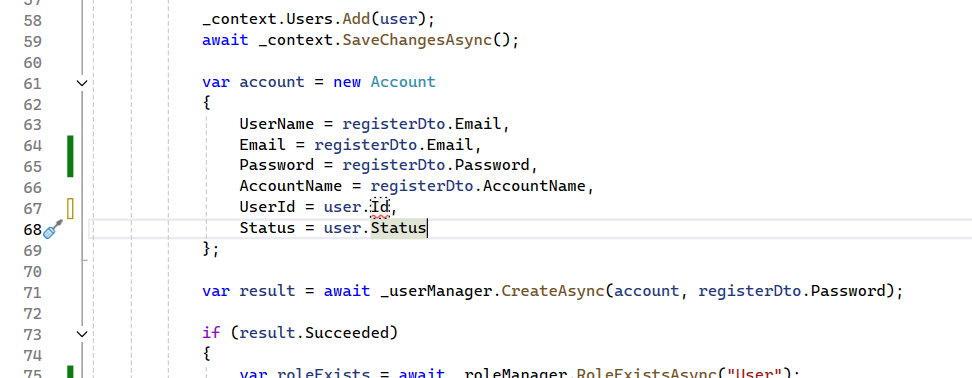 57
58 _context.Users.Add(user);
59 await _context.SaveChangesAsync();
60
61 var account = new Account
62 {
63 UserName = registerDto.Email,
64 Email = registerDto.Email,
65 Password = registerDto.Password,
66 AccountName = registerDto.AccountName,
67 UserId = user.Id,
68 Status = user.Status
69 };
70
71 var result = await _userManager.CreateAsync(account, registerDto.Password);
72
73 if (result.Succeeded)
74 {
75 var roleExists = await _roleManager.RoleExistsAsync("User");